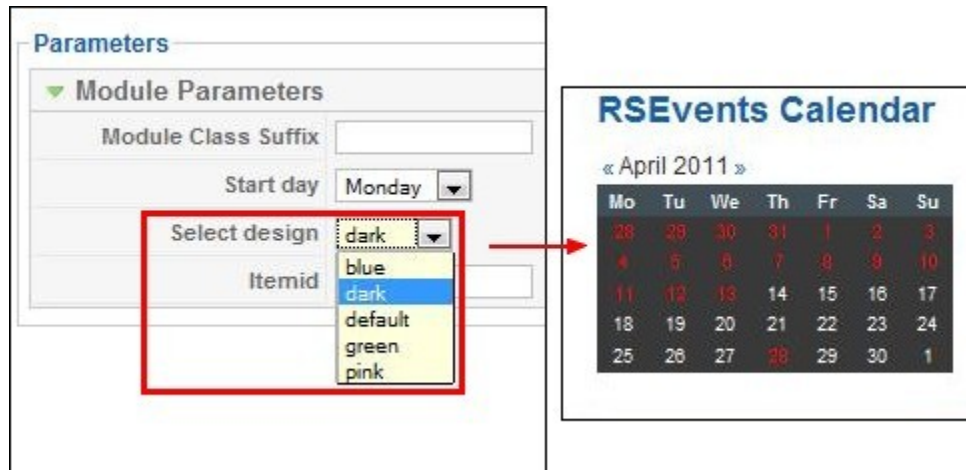 Parameters
Module Parameters
Module Class Suffix
Start day Monday
Select design dark
blue
Itemid
dark
default
green
pink
RSEvents Calendar
« April 2011 »
Mo Tu We Th Fr Sa Su
28 29 30 31 1 2 3
4 5 6 7 8 9 10
11 12 13 14 15 16 17
18 19 20 21 22 23 24
25 26 27 28 29 30 1